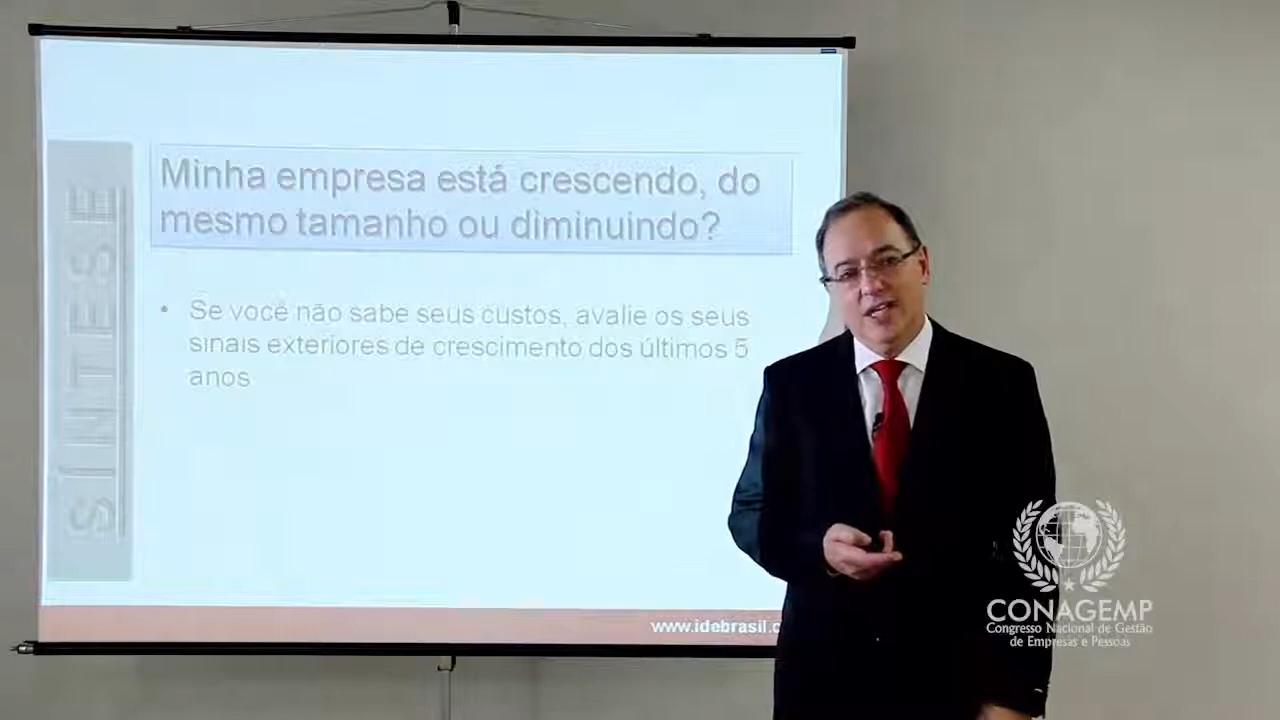 SÍNTESE
Minha empresa está crescendo, do
mesmo tamanho ou diminuindo?
• Se você não sabe seus custos, avalie os seus
sinais exteriores de crescimento dos últimos 5
anos
www.idebrasil.c
CONAGEMP
Congresso Nacional de Gestão
de Empresas e Pessoas